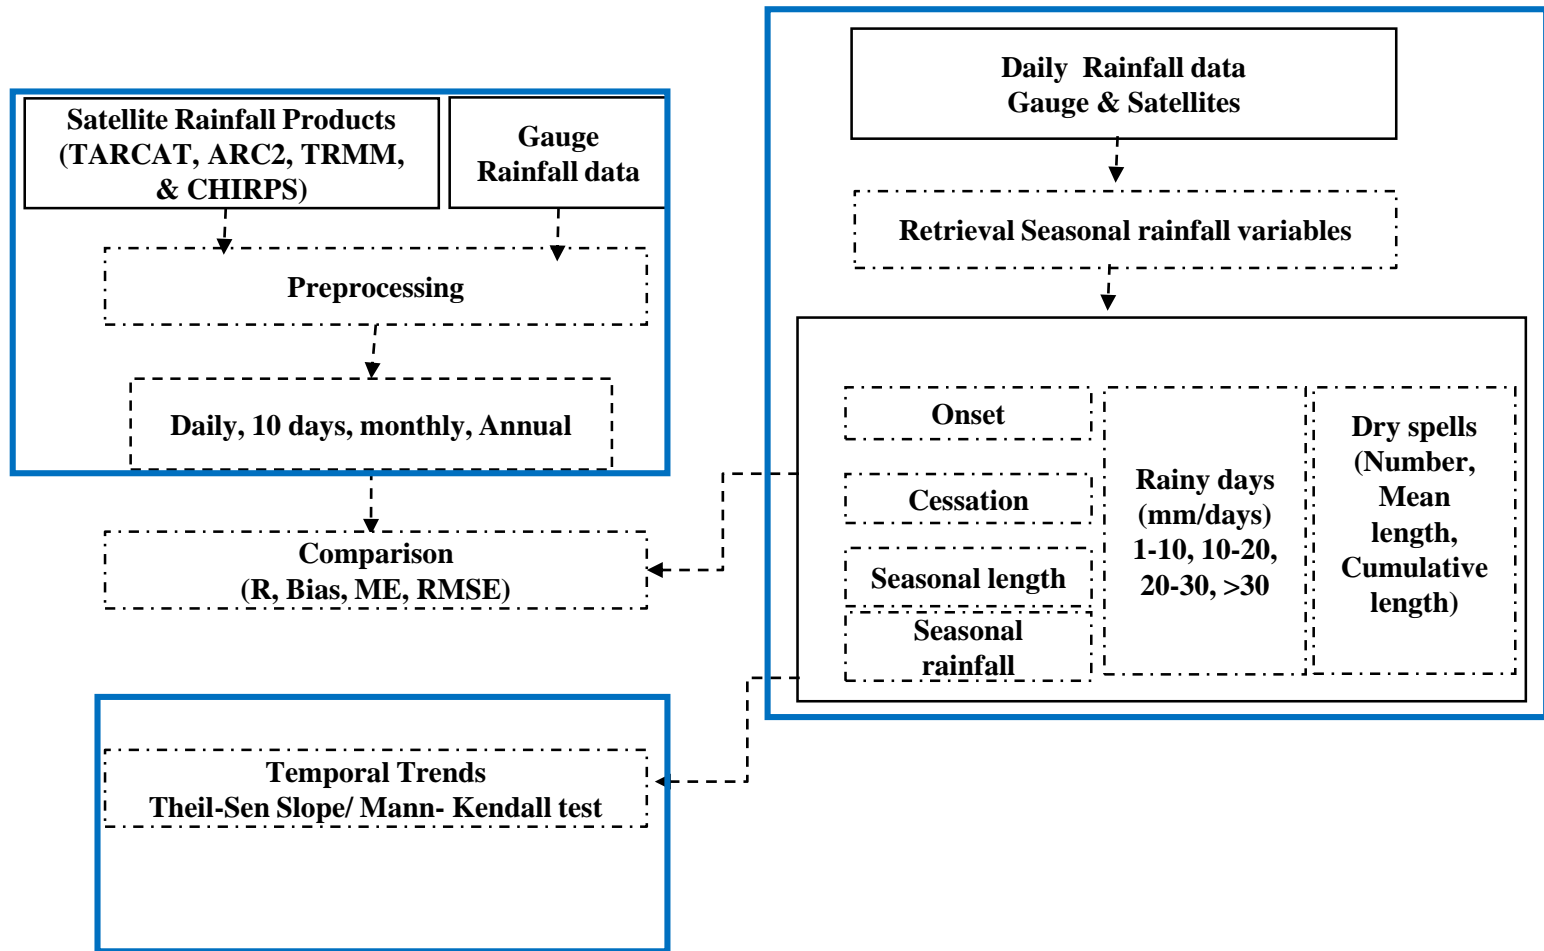 Satellite Rainfall Products
(TARCAT, ARC2, TRMM,
& CHIRPS)
Gauge
Rainfall data
Preprocessing
Daily, 10 days, monthly, Annual
Comparison
(R, Bias, ME, RMSE)
Temporal Trends
Theil-Sen Slope/ Mann- Kendall test
Daily  Rainfall data
Gauge & Satellites
Retrieval Seasonal rainfall variables
Onset
Cessation
Seasonal length
Seasonal
rainfall
Rainy days
(mm/days)
1-10, 10-20,
20-30, >30
Dry spells
(Number,
Mean
length,
Cumulative
length)